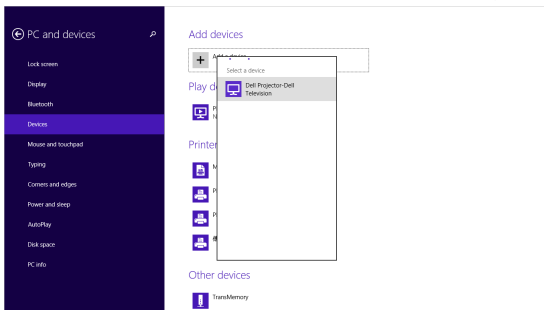 PC and devices
Lock screen
Display
Bluetooth
Devices
Mouse and touchpad
Typing
Corners and edges
Power and sleep
AutoPlay
Disk space
PC info
Add devices
Select a device
Dell Projector-Dell
Television
Play d
P
N
Printer
M
P
P
Other devices
TransMemory